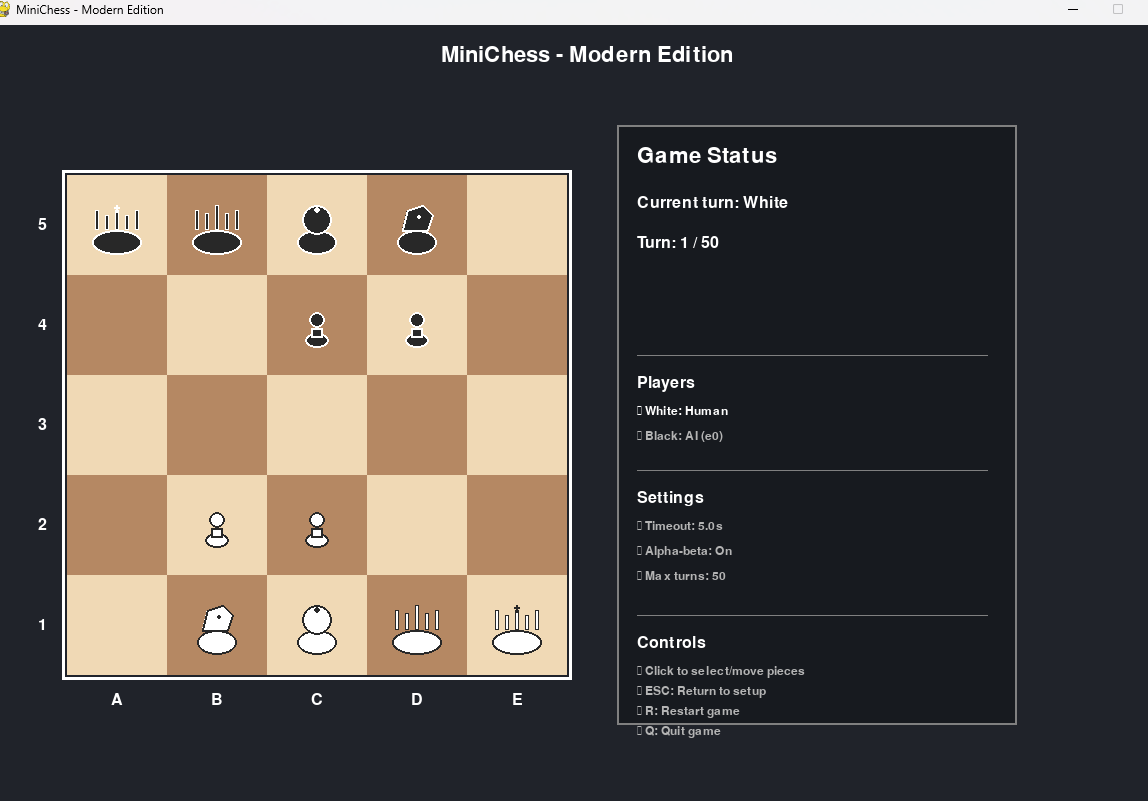 MiniChess - Modern Edition
MiniChess - Modern Edition
5
4
3
2
1
A B C D E
Game Status
Current turn: White
Turn: 1 / 50
Players
▯ White: Human
▯ Black: AI (e0)
Settings
▯ Timeout: 5.0s
▯ Alpha-beta: On
▯ Max turns: 50
Controls
▯ Click to select/move pieces
▯ ESC: Return to setup
▯ R: Restart game
▯ Q: Quit game